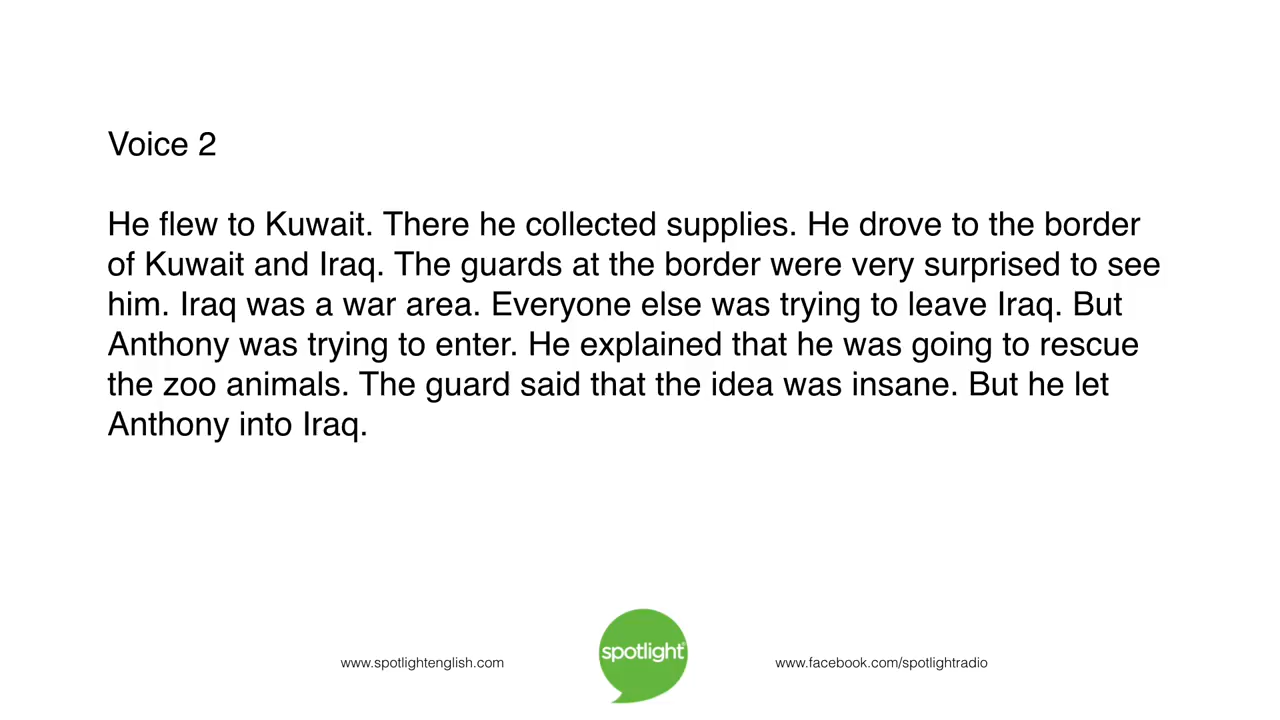 Voice 2
He flew to Kuwait. There he collected supplies. He drove to the border
of Kuwait and Iraq. The guards at the border were very surprised to see
him. Iraq was a war area. Everyone else was trying to leave Iraq. But
Anthony was trying to enter. He explained that he was going to rescue
the zoo animals. The guard said that the idea was insane. But he let
Anthony into Iraq.
www.spotlightenglish.com
spotlight®
www.facebook.com/spotlightradio